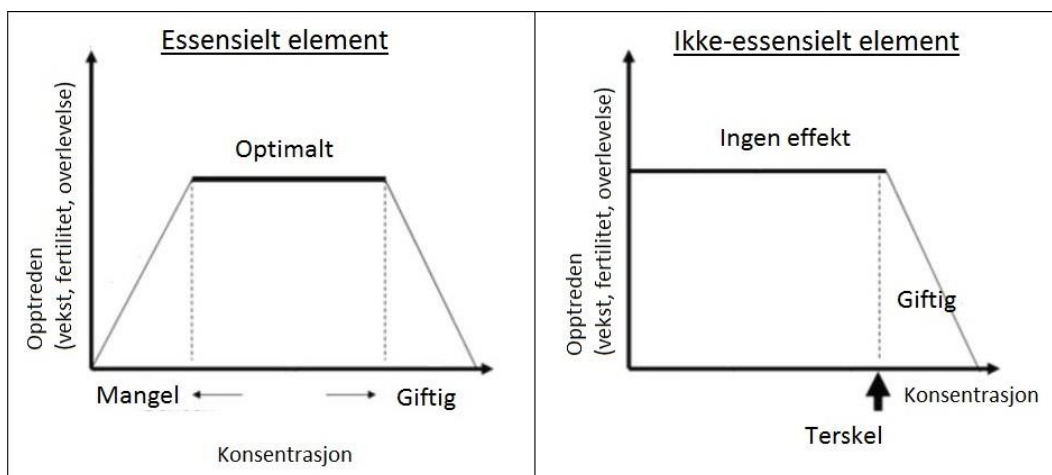 Essensielt element
Opptreden
(vekst, fertilitet, overlevelse)
Optimalt
Mangel
Giftig
Konsentrasjon
Ikke-essensielt element
Opptreden
(vekst, fertilitet, overlevelse)
Ingen effekt
Giftig
Konsentrasjon
Terskel